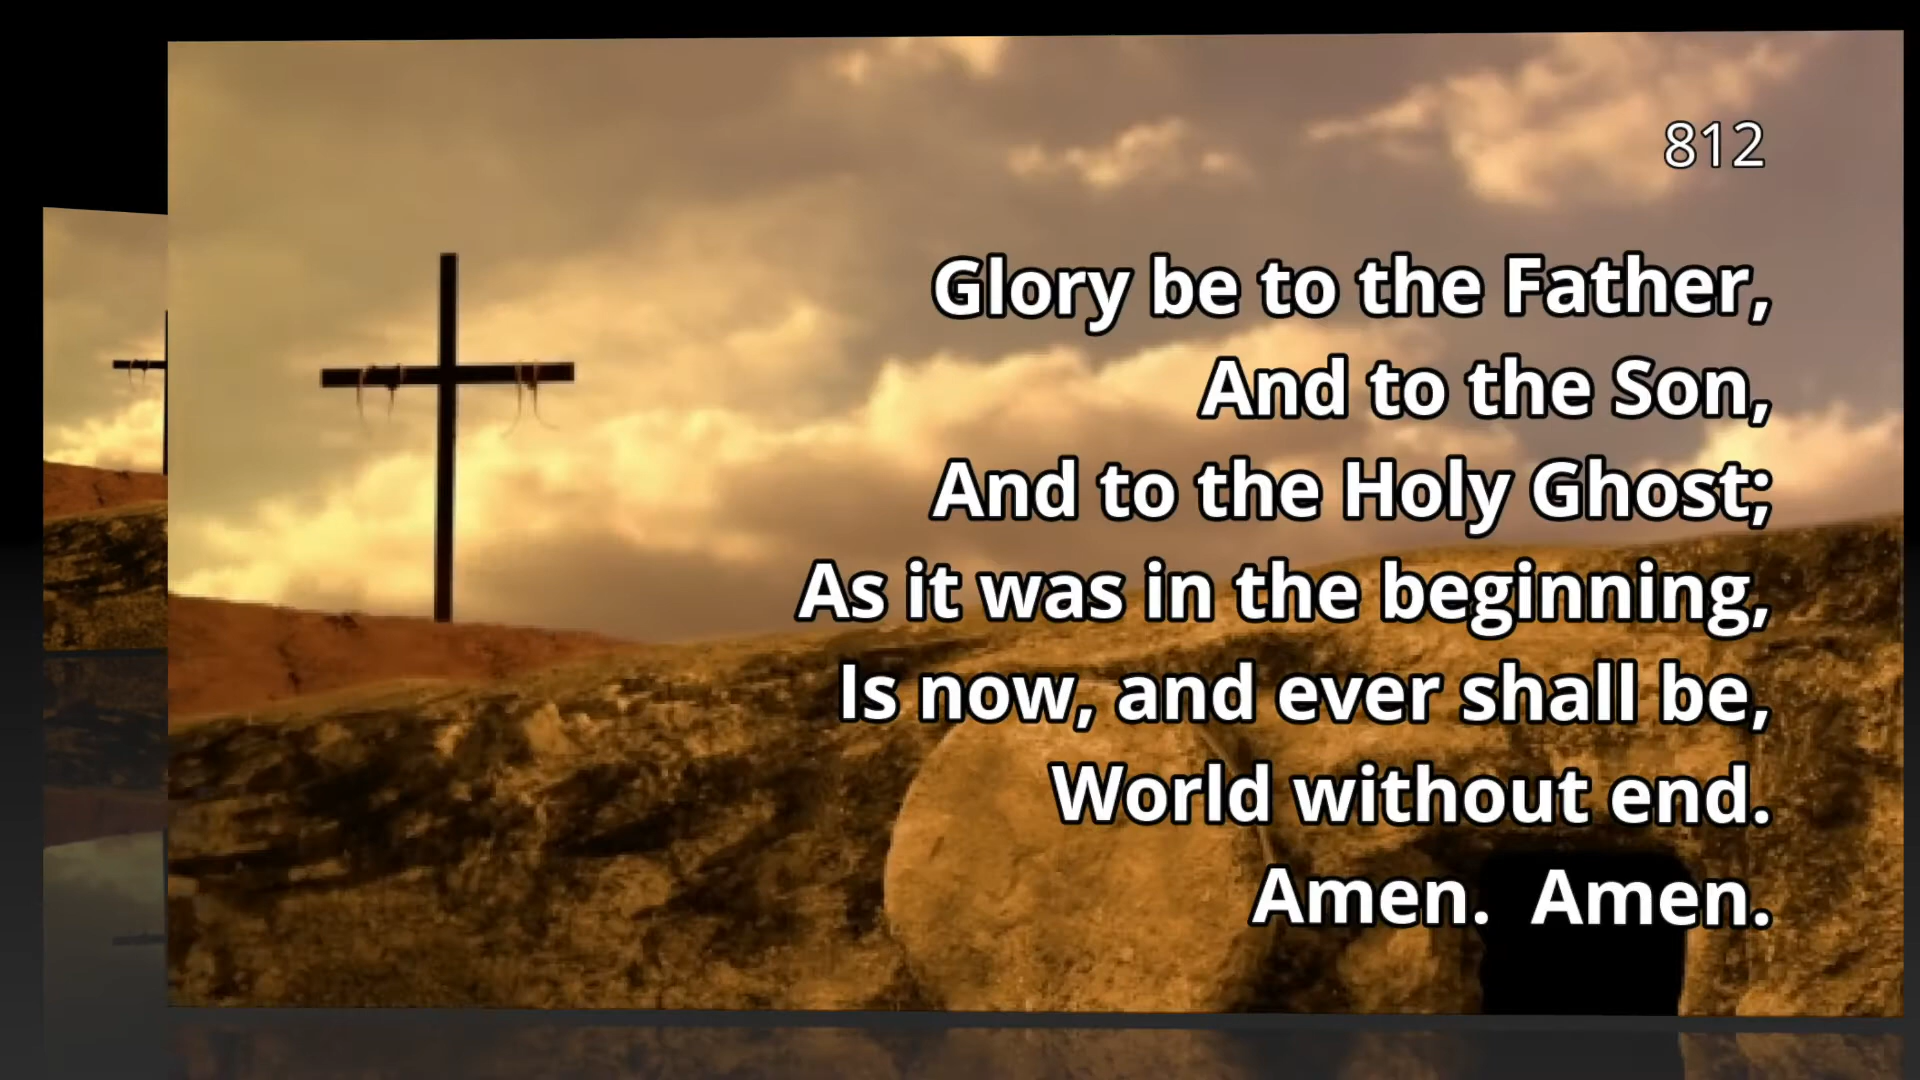 812
Glory be to the Father,
And to the Son,
And to the Holy Ghost;
As it was in the beginning,
Is now, and ever shall be,
World without end.
Amen.  Amen.